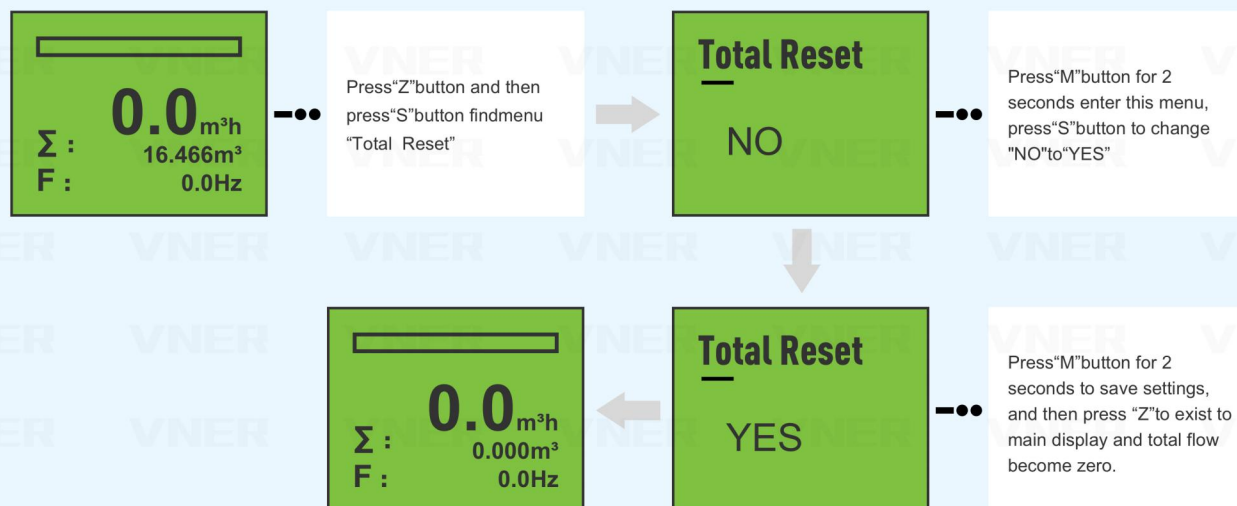 0.0m³h
Σ : 16.466m³
F : 0.0Hz
Press“Z”button and then
press“S”button findmenu
“Total Reset”
Total Reset
NO
Press“M”button for 2
seconds enter this menu,
press“S”button to change
"NO"to“YES”
Total Reset
YES
Press“M”button for 2
seconds to save settings,
and then press “Z”to exist to
main display and total flow
become zero.
0.0m³h
Σ : 0.000m³
F : 0.0Hz
VNER